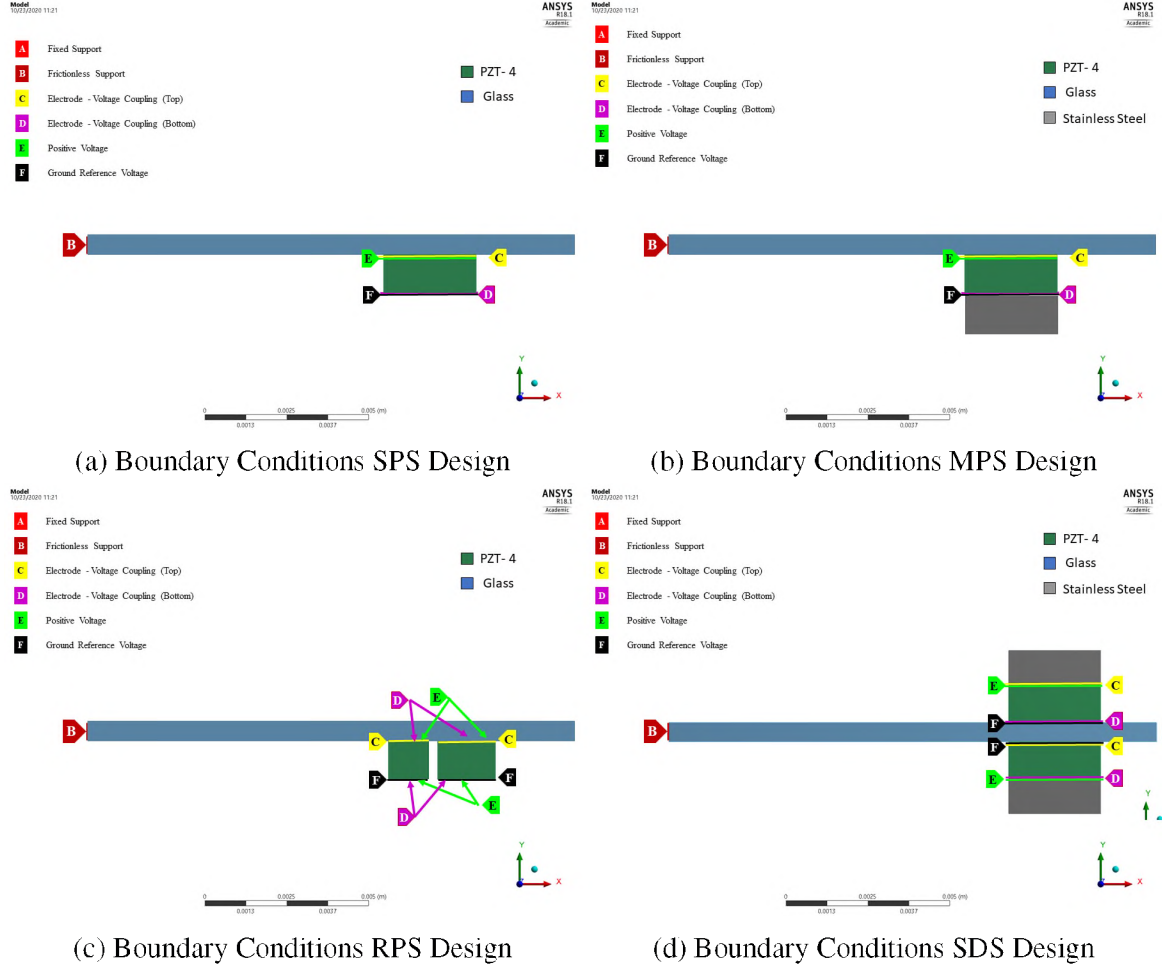 Model
10/23/2020 11:21
ANSYS
R18.1
Academic
A Fixed Support
B Frictionless Support
C Electrode - Voltage Coupling (Top)
D Electrode - Voltage Coupling (Bottom)
E Positive Voltage
F Ground Reference Voltage
PZT- 4
Glass
B
E
C
F
D
Y
X
0
0.0025
0.005 (m)
0.0013
0.0037
(a) Boundary Conditions SPS Design
Model
10/23/2020 11:21
ANSYS
R18.1
Academic
A Fixed Support
B Frictionless Support
C Electrode - Voltage Coupling (Top)
D Electrode - Voltage Coupling (Bottom)
E Positive Voltage
F Ground Reference Voltage
PZT- 4
Glass
Stainless Steel
B
E
C
F
D
Y
X
0
0.0025
0.005 (m)
0.0013
0.0037
(b) Boundary Conditions MPS Design
Model
10/23/2020 11:21
ANSYS
R18.1
Academic
A Fixed Support
B Frictionless Support
C Electrode - Voltage Coupling (Top)
D Electrode - Voltage Coupling (Bottom)
E Positive Voltage
F Ground Reference Voltage
PZT- 4
Glass
D
E
B
C
C
F
F
E
D
Y
X
0
0.0025
0.005 (m)
0.0013
0.0037
(c) Boundary Conditions RPS Design
Model
10/23/2020 11:21
ANSYS
R18.1
Academic
A Fixed Support
B Frictionless Support
C Electrode - Voltage Coupling (Top)
D Electrode - Voltage Coupling (Bottom)
E Positive Voltage
F Ground Reference Voltage
PZT- 4
Glass
Stainless Steel
E
C
F
D
B
F
C
E
D
Y
Y
X
0
0.0025
0.005 (m)
0.0013
0.0037
(d) Boundary Conditions SDS Design